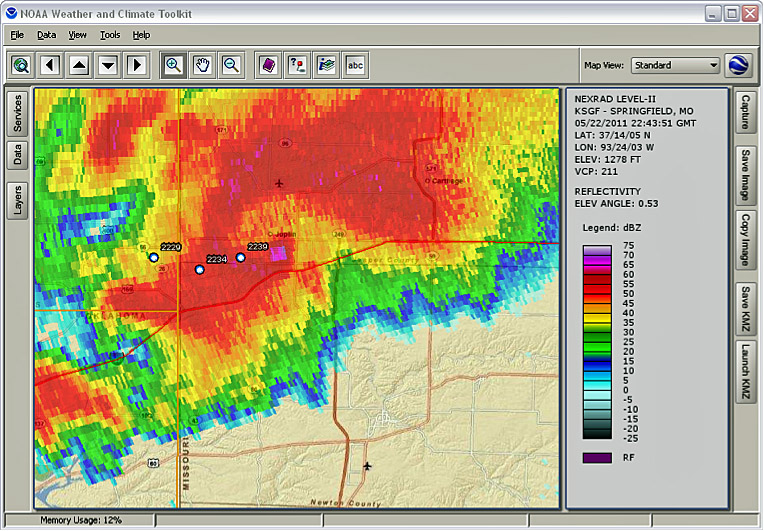 NOAA Weather and Climate Toolkit
File Data View Tools Help
abc
Map View: Standard
Services
Data
Layers
171
96
571
Carthage
Joplin
2220
2234
2239
OKLAHOMA
MISSOURI
60
Newton County
NEXRAD LEVEL-II
KSGF - SPRINGFIELD, MO
05/22/2011 22:43:51 GMT
LAT: 37/14/05 N
LON: 93/24/03 W
ELEV: 1278 FT
VCP: 211
REFLECTIVITY
ELEV ANGLE: 0.53
Legend: dBZ
75
70
65
60
55
50
45
40
35
30
25
20
15
10
5
0
-5
-10
-15
-20
-25
RF
Capture
Save Image
Copy Image
Save KMZ
Launch KMZ
Memory Usage: 12%